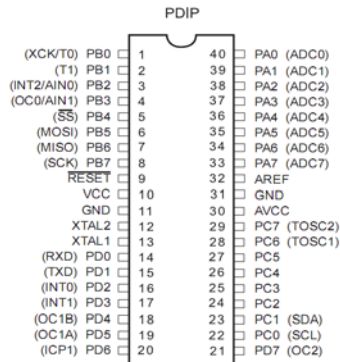 PDIP
(XCK/T0) PB0 1 40 PA0 (ADC0)
(T1) PB1 2 39 PA1 (ADC1)
(INT2/AIN0) PB2 3 38 PA2 (ADC2)
(OC0/AIN1) PB3 4 37 PA3 (ADC3)
(SS) PB4 5 36 PA4 (ADC4)
(MOSI) PB5 6 35 PA5 (ADC5)
(MISO) PB6 7 34 PA6 (ADC6)
(SCK) PB7 8 33 PA7 (ADC7)
RESET 9 32 AREF
VCC 10 31 GND
GND 11 30 AVCC
XTAL2 12 29 PC7 (TOSC2)
XTAL1 13 28 PC6 (TOSC1)
(RXD) PD0 14 27 PC5
(TXD) PD1 15 26 PC4
(INT0) PD2 16 25 PC3
(INT1) PD3 17 24 PC2
(OC1B) PD4 18 23 PC1 (SDA)
(OC1A) PD5 19 22 PC0 (SCL)
(ICP1) PD6 20 21 PD7 (OC2)